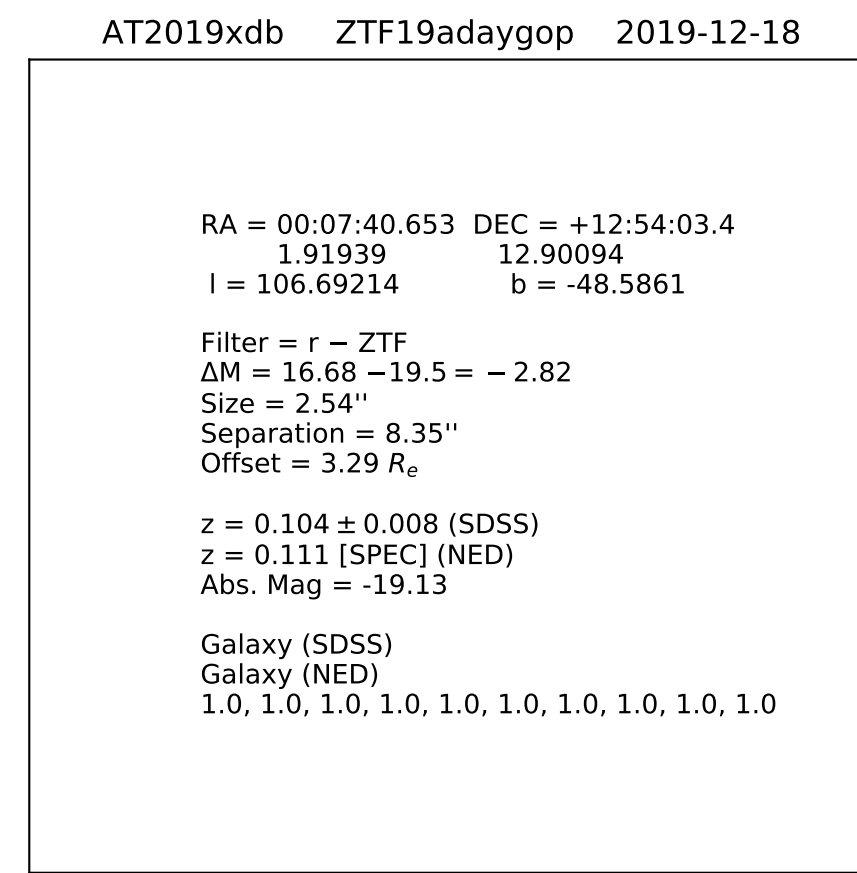 AT2019xdb ZTF19adaygop 2019-12-18
RA = 00:07:40.653 DEC = +12:54:03.4
1.91939 12.90094
l = 106.69214 b = -48.5861
Filter = r − ZTF
ΔM = 16.68 −19.5 = − 2.82
Size = 2.54''
Separation = 8.35''
Offset = 3.29 Rₑ
z = 0.104 ± 0.008 (SDSS)
z = 0.111 [SPEC] (NED)
Abs. Mag = -19.13
Galaxy (SDSS)
Galaxy (NED)
1.0, 1.0, 1.0, 1.0, 1.0, 1.0, 1.0, 1.0, 1.0, 1.0